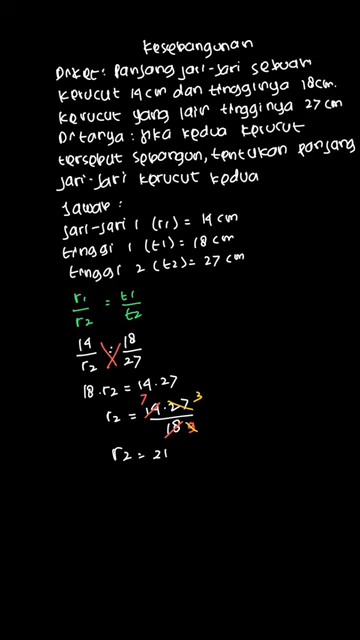 Kesebangunan
Diket: Panjang jari-jari sebuah
kerucut 14 cm dan tingginya 18 cm.
kerucut yang lain tingginya 27 cm
Ditanya: jika kedua kerucut
tersebut sebangun, tentukan panjang
jari-jari kerucut kedua
Jawab:
Jari-jari 1 (r1) = 14 cm
tinggi 1 (t1) = 18 cm
tinggi 2 (t2) = 27 cm
r1/r2 = t1/t2
14/r2 = 18/27
18 . r2 = 14 . 27
7 3
r2 = 14 . 27 / 18 9
r2 = 21